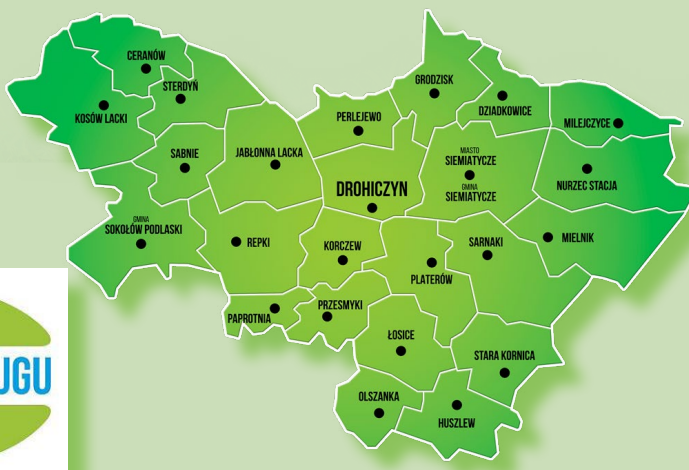 CERANÓW
STERDYŃ
KOSÓW LACKI
GRODZISK
DZIADKOWICE
PERLEJEWO
MILEJCZYCE
SABNIE
JABŁONNA LACKA
MIASTO
SIEMIATYCZE
GMINA
SIEMIATYCZE
NURZEC STACJA
DROHICZYN
GMINA
SOKOŁÓW PODLASKI
REPKI
KORCZEW
SARNAKI
MIELNIK
PLATERÓW
PAPROTNIA
PRZESMYKI
ŁOSICE
STARA KORNICA
OLSZANKA
HUSZLEW